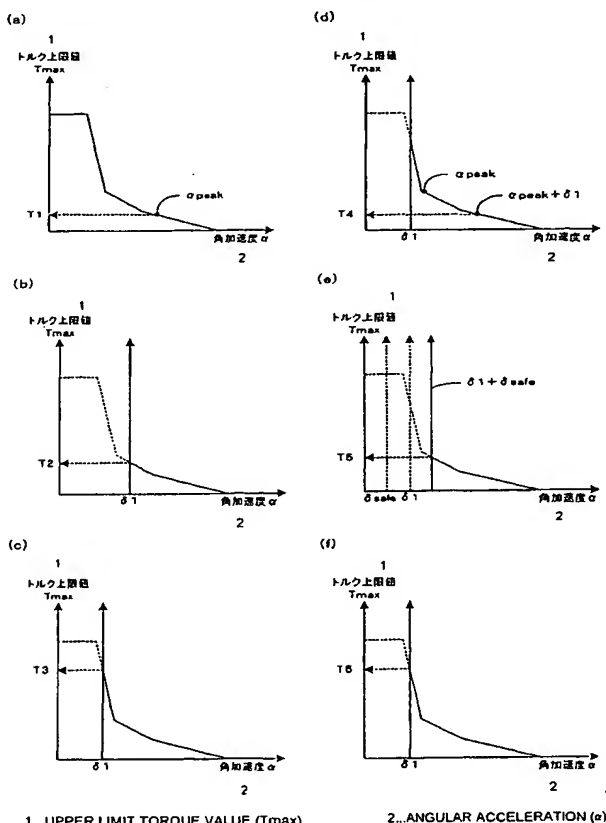 (a)
1
トルク上限値
Tmax
α peak
T1
角加速度 α
2
(b)
1
トルク上限値
Tmax
T2
δ1
角加速度 α
2
(c)
1
トルク上限値
Tmax
T3
δ1
角加速度 α
2
(d)
1
トルク上限値
Tmax
α peak
α peak + δ1
T4
δ1
角加速度 α
2
(e)
1
トルク上限値
Tmax
δ1 + δsafe
T5
δsafe δ1
角加速度 α
2
(f)
1
トルク上限値
Tmax
T6
δ1
角加速度 α
2
1...UPPER LIMIT TORQUE VALUE (Tmax)
2...ANGULAR ACCELERATION (α)